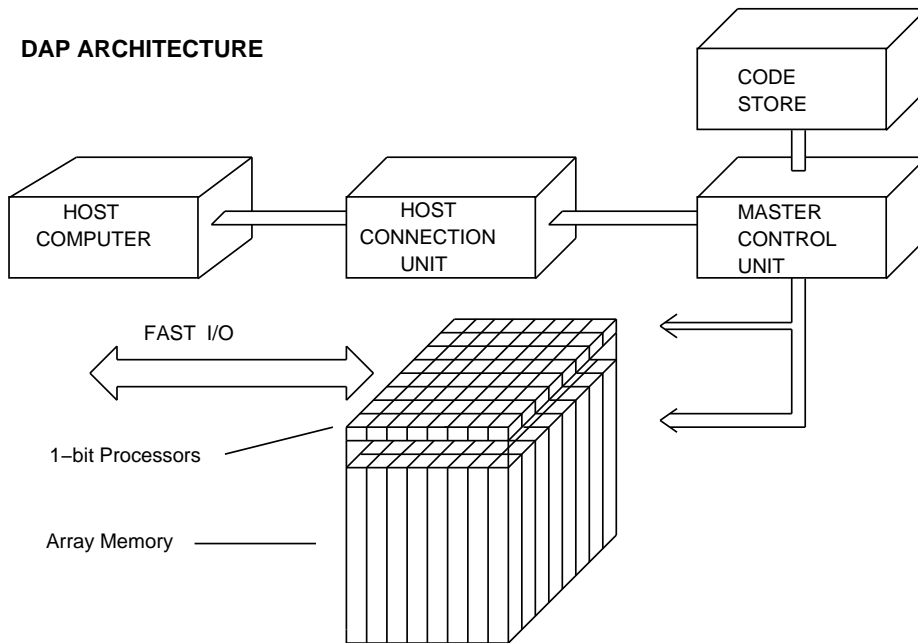 DAP ARCHITECTURE
CODE
STORE
HOST
COMPUTER
HOST
CONNECTION
UNIT
MASTER
CONTROL
UNIT
FAST I/O
1–bit Processors
Array Memory